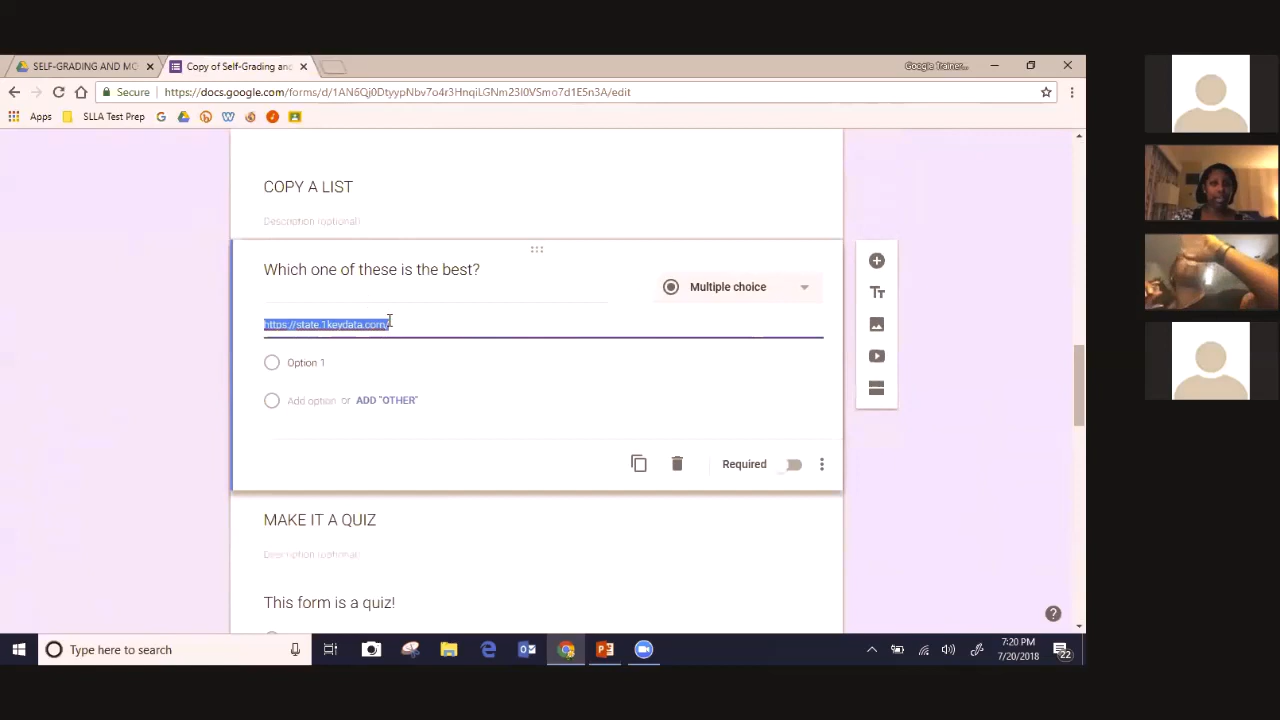 SELF-GRADING AND MO
Copy of Self-Grading an
Google Trainer...
Secure
https://docs.google.com/forms/d/1AN6Qj0DtyypNbv7o4r3HnqiLGNm23I0VSmo7d1E5n3A/edit
Apps
SLLA Test Prep
COPY A LIST
Description (optional)
Which one of these is the best?
Multiple choice
https://state.1keydata.com/
Option 1
Add option or ADD "OTHER"
Required
MAKE IT A QUIZ
Description (optional)
This form is a quiz!
Type here to search
7:20 PM
7/20/2018
22